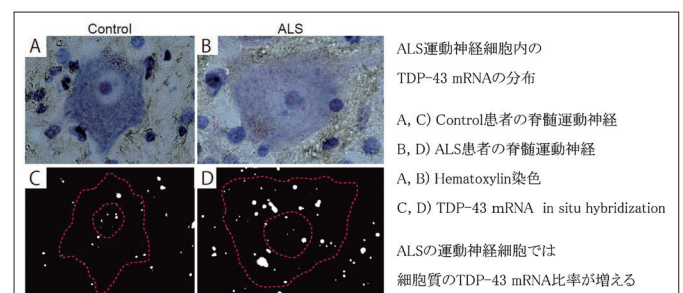 Control
ALS
A
B
C
D
ALS運動神経細胞内の
TDP-43 mRNAの分布
A, C) Control患者の脊髄運動神経
B, D) ALS患者の脊髄運動神経
A, B) Hematoxylin染色
C, D) TDP-43 mRNA in situ hybridization
ALSの運動神経細胞では
細胞質のTDP-43 mRNA比率が増える